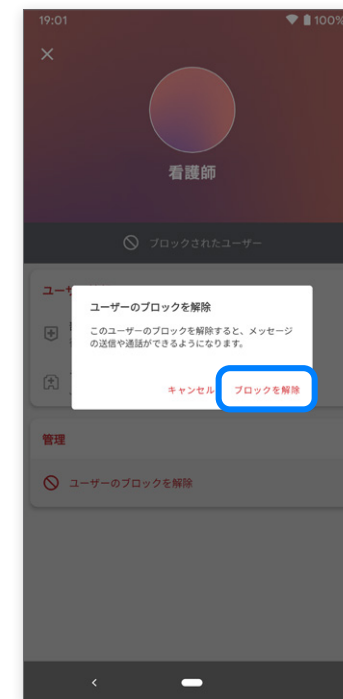 19:01
100%
看護師
ブロックされたユーザー
ユーザーのブロックを解除
このユーザーのブロックを解除すると、メッセージ
の送信や通話ができるようになります。
キャンセル
ブロックを解除
管理
ユーザーのブロックを解除